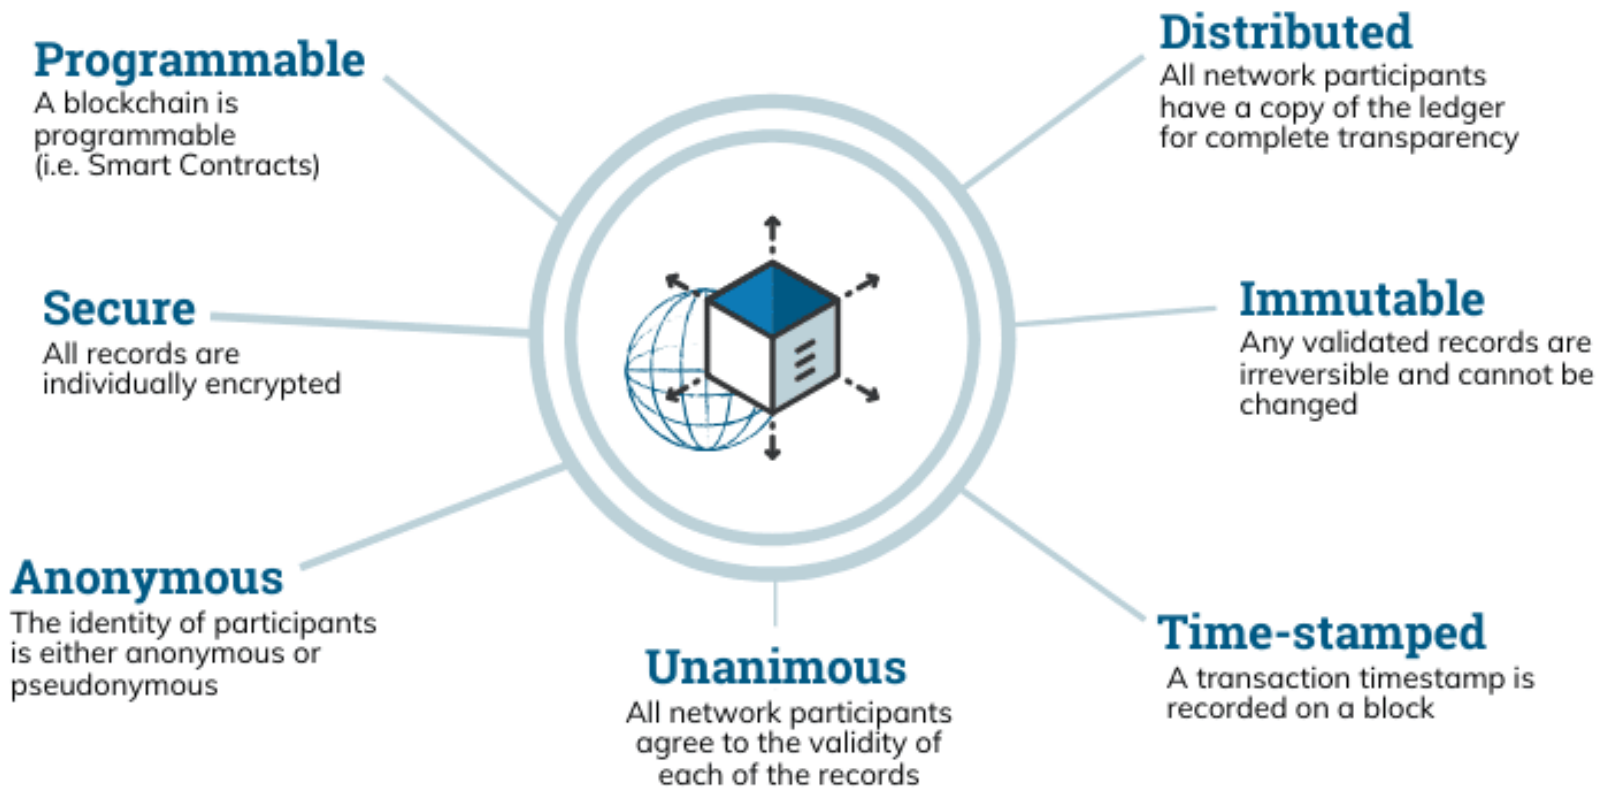 Programmable
A blockchain is
programmable
(i.e. Smart Contracts)
Secure
All records are
individually encrypted
Anonymous
The identity of participants
is either anonymous or
pseudonymous
Unanimous
All network participants
agree to the validity of
each of the records
Distributed
All network participants
have a copy of the ledger
for complete transparency
Immutable
Any validated records are
irreversible and cannot be
changed
Time-stamped
A transaction timestamp is
recorded on a block